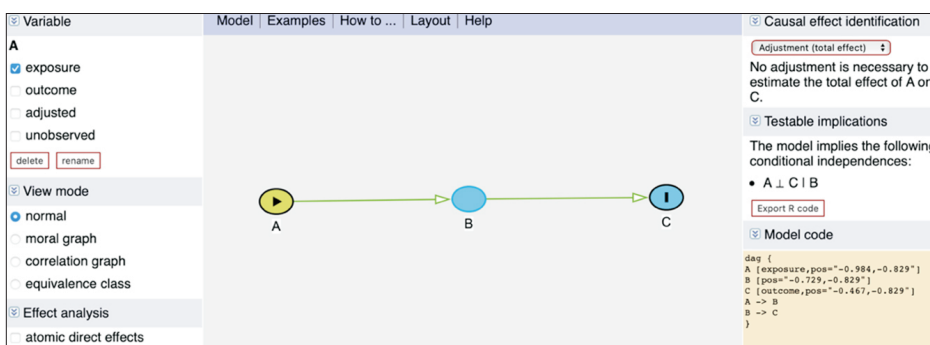 Variable
A
exposure
outcome
adjusted
unobserved
delete rename
View mode
normal
moral graph
correlation graph
equivalence class
Effect analysis
atomic direct effects
Model | Examples | How to ... | Layout | Help
A
B
C
Causal effect identification
Adjustment (total effect)
No adjustment is necessary to
estimate the total effect of A or
C.
Testable implications
The model implies the following
conditional independences:
• A ⊥ C | B
Export R code
Model code
dag {
A [exposure,pos="-0.984,-0.829"]
B [pos="-0.729,-0.829"]
C [outcome,pos="-0.467,-0.829"]
A -> B
B -> C
}